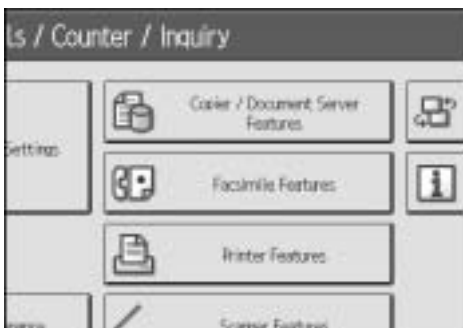 ls / Counter / Inquiry
Copier / Document Server
Features
Settings
Facsimile Features
Printer Features
Scanner Features